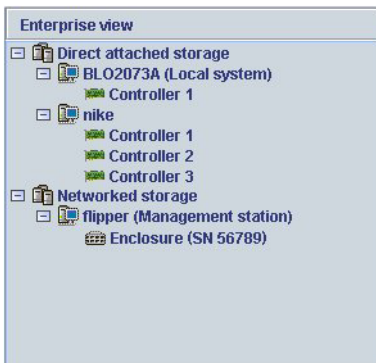 Enterprise view
Direct attached storage
BLO2073A (Local system)
Controller 1
nike
Controller 1
Controller 2
Controller 3
Networked storage
flipper (Management station)
Enclosure (SN 56789)